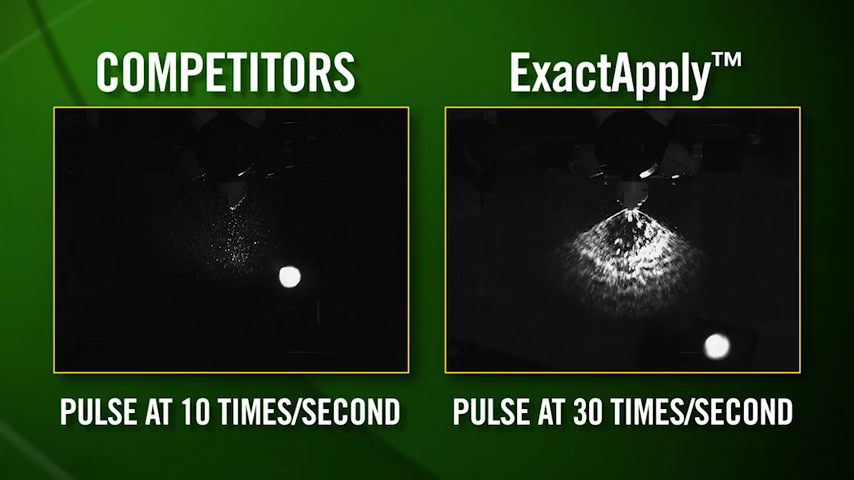 COMPETITORS
ExactApply™
PULSE AT 10 TIMES/SECOND
PULSE AT 30 TIMES/SECOND